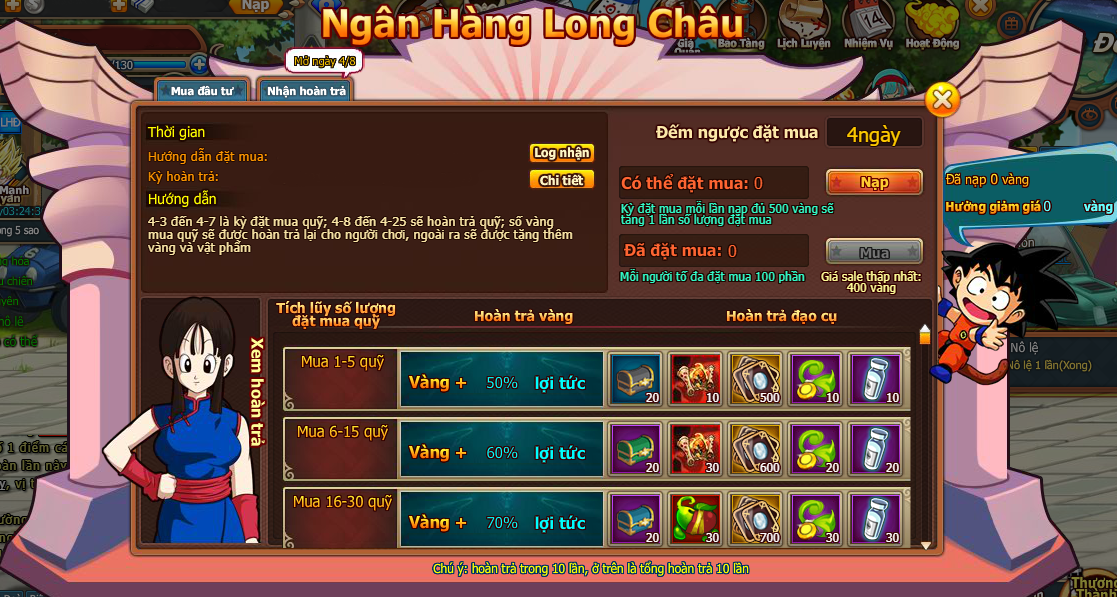 Nạp
Ngân Hàng Long Châu
Bảo Tàng
Lịch Luyện
14
Nhiệm Vụ
Hoạt Động
Mở ngày 4/8
/130
Mua đầu tư
Nhận hoàn trả
Thời gian
Hướng dẫn đặt mua:
Log nhận
Kỳ hoàn trả:
Chi tiết
Hướng dẫn
4-3 đến 4-7 là kỳ đặt mua quỹ; 4-8 đến 4-25 sẽ hoàn trả quỹ; số vàng
mua quỹ sẽ được hoàn trả lại cho người chơi, ngoài ra sẽ được tặng thêm
vàng và vật phẩm
Đếm ngược đặt mua
4ngày
Có thể đặt mua: 0
Nạp
Kỳ đặt mua mỗi lần nạp đủ 500 vàng sẽ
tăng 1 lần số lượng đặt mua
Đã đặt mua: 0
Mua
Mỗi người tố đa đặt mua 100 phần
Giá sale thấp nhất:
400 vàng
Đã nạp 0 vàng
Hưởng giảm giá 0 vàng
Xem hoàn trả
Tích lũy số lượng
đặt mua quỹ
Hoàn trả vàng
Hoàn trả đạo cụ
Mua 1-5 quỹ
Vàng + 50% lợi tức
20 10 500 10 10
Mua 6-15 quỹ
Vàng + 60% lợi tức
20 30 600 20 20
Mua 16-30 quỹ
Vàng + 70% lợi tức
20 30 700 30 30
Chú ý: hoàn trả trong 10 lần, ở trên là tổng hoàn trả 10 lần
Nô lệ
Nô lệ 1 lần(Xong)